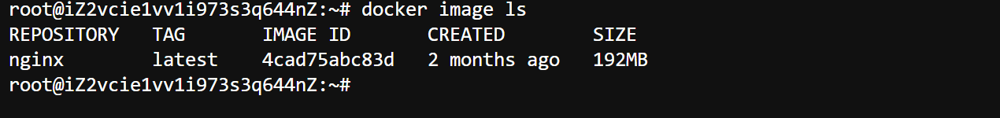 root@iZ2vcie1vv1i973s3q644nZ:~# docker image ls
REPOSITORY   TAG       IMAGE ID       CREATED        SIZE
nginx        latest    4cad75abc83d   2 months ago   192MB
root@iZ2vcie1vv1i973s3q644nZ:~#